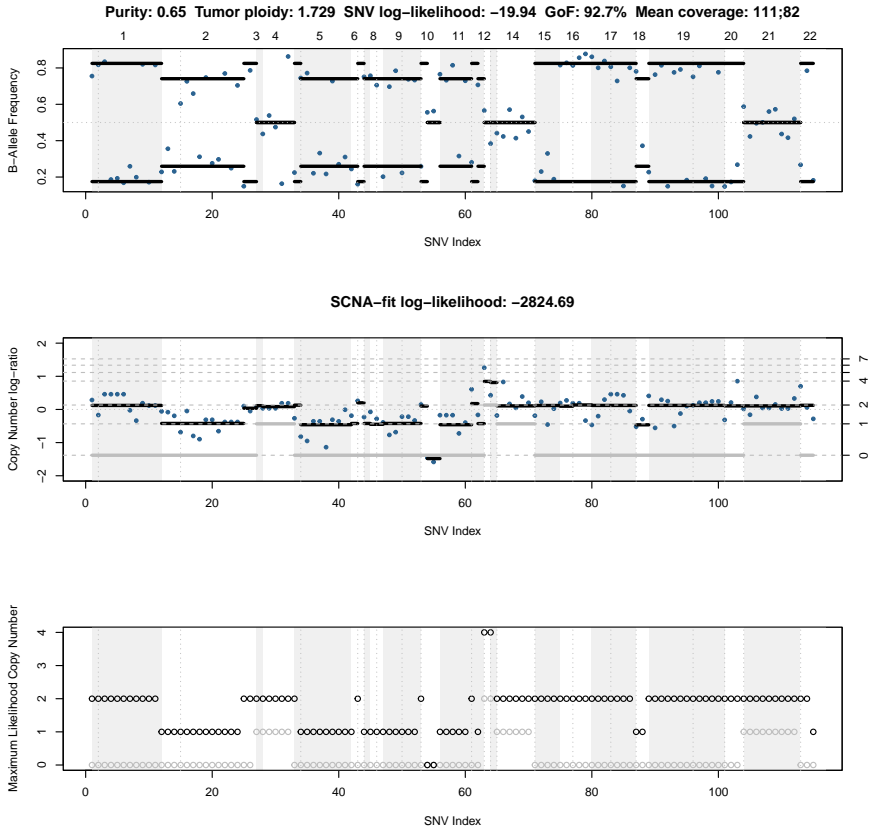 Purity: 0.65 Tumor ploidy: 1.729 SNV log−likelihood: −19.94 GoF: 92.7% Mean coverage: 111;82
1 2 3 4 5 6 8 9 10 11 12 14 15 16 17 18 19 20 21 22
B−Allele Frequency
0.8
0.6
0.4
0.2
0 20 40 60 80 100
SNV Index
SCNA−fit log−likelihood: −2824.69
Copy Number log−ratio
2
1
0
−1
−2
7
4
2
1
0
0 20 40 60 80 100
SNV Index
Maximum Likelihood Copy Number
4
3
2
1
0
0 20 40 60 80 100
SNV Index